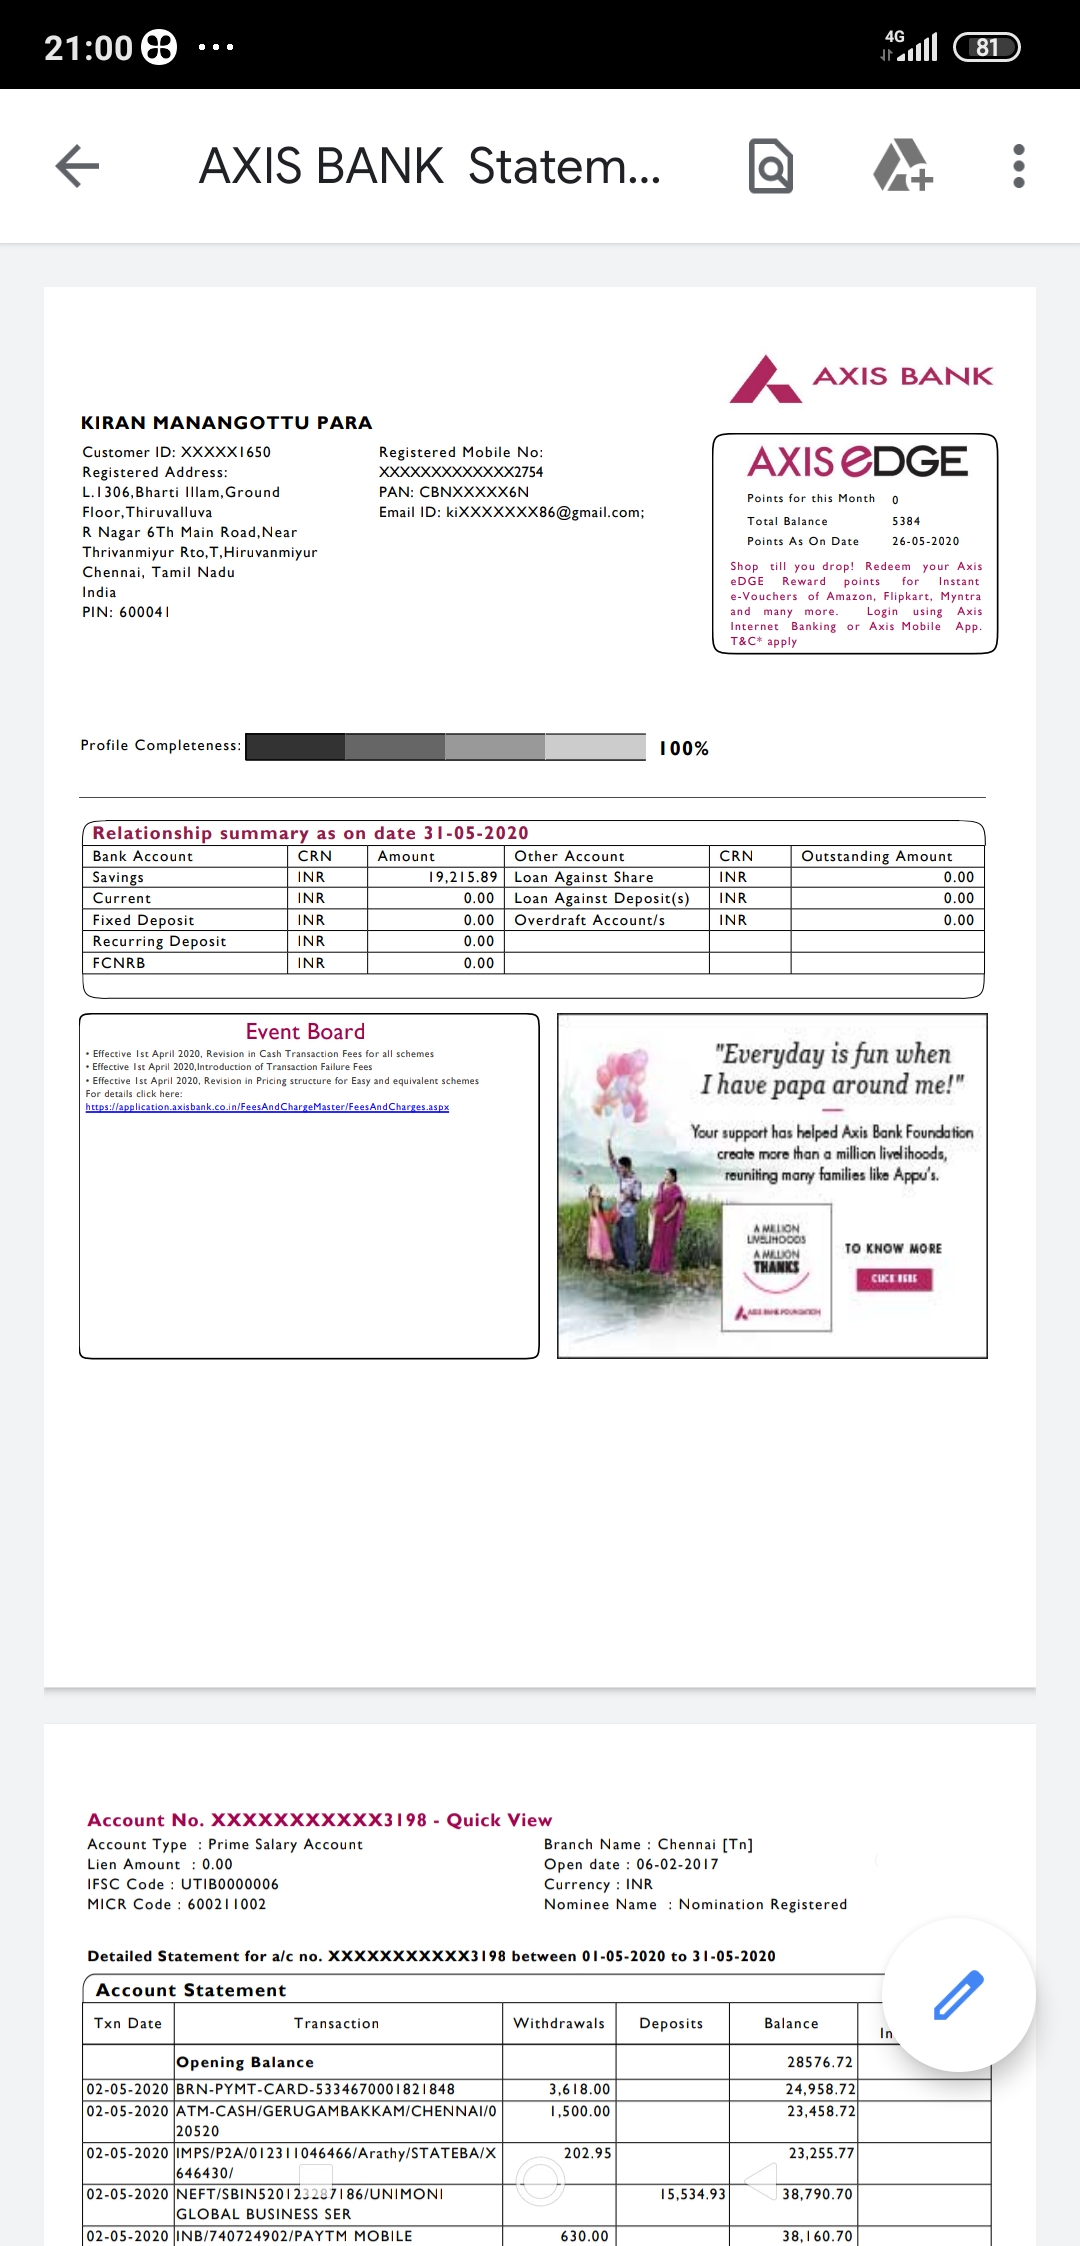 21:00
4G
81
AXIS BANK Statem...
AXIS BANK
KIRAN MANANGOTTU PARA
Customer ID: XXXXX1650
Registered Address:
L.1306,Bharti Illam,Ground
Floor,Thiruvalluva
R Nagar 6Th Main Road,Near
Thrivanmiyur Rto,T,Hiruvanmiyur
Chennai, Tamil Nadu
India
PIN: 600041
Registered Mobile No:
XXXXXXXXXXXXX2754
PAN: CBNXXXXX6N
Email ID: kiXXXXXXX86@gmail.com;
AXIS eDGE
Points for this Month 0
Total Balance 5384
Points As On Date 26-05-2020
Shop till you drop! Redeem your Axis
eDGE Reward points for Instant
e-Vouchers of Amazon, Flipkart, Myntra
and many more. Login using Axis
Internet Banking or Axis Mobile App.
T&C* apply
Profile Completeness: 100%
Relationship summary as on date 31-05-2020
Bank Account CRN Amount Other Account CRN Outstanding Amount
Savings INR 19,215.89 Loan Against Share INR 0.00
Current INR 0.00 Loan Against Deposit(s) INR 0.00
Fixed Deposit INR 0.00 Overdraft Account/s INR 0.00
Recurring Deposit INR 0.00
FCNRB INR 0.00
Event Board
• Effective 1st April 2020, Revision in Cash Transaction Fees for all schemes
• Effective 1st April 2020,Introduction of Transaction Failure Fees
• Effective 1st April 2020, Revision in Pricing structure for Easy and equivalent schemes
For details click here:
https://application.axisbank.co.in/FeesAndChargeMaster/FeesAndCharges.aspx
"Everyday is fun when
I have papa around me!"
Your support has helped Axis Bank Foundation
create more than a million livelihoods,
reuniting many families like Appu's.
A MILLION
LIVELIHOODS
A MILLION
THANKS
AXIS BANK FOUNDATION
TO KNOW MORE
CLICK HERE
Account No. XXXXXXXXXXX3198 - Quick View
Account Type : Prime Salary Account
Lien Amount : 0.00
IFSC Code : UTIB0000006
MICR Code : 600211002
Branch Name : Chennai [Tn]
Open date : 06-02-2017
Currency : INR
Nominee Name : Nomination Registered
Detailed Statement for a/c no. XXXXXXXXXXX3198 between 01-05-2020 to 31-05-2020
Account Statement
Txn Date Transaction Withdrawals Deposits Balance In
Opening Balance 28576.72
02-05-2020 BRN-PYMT-CARD-5334670001821848 3,618.00 24,958.72
02-05-2020 ATM-CASH/GERUGAMBAKKAM/CHENNAI/0 1,500.00 23,458.72
20520
02-05-2020 IMPS/P2A/012311046466/Arathy/STATEBA/X 202.95 23,255.77
646430/
02-05-2020 NEFT/SBIN520123287186/UNIMONI 15,534.93 38,790.70
GLOBAL BUSINESS SER
02-05-2020 INB/740724902/PAYTM MOBILE 630.00 38,160.70